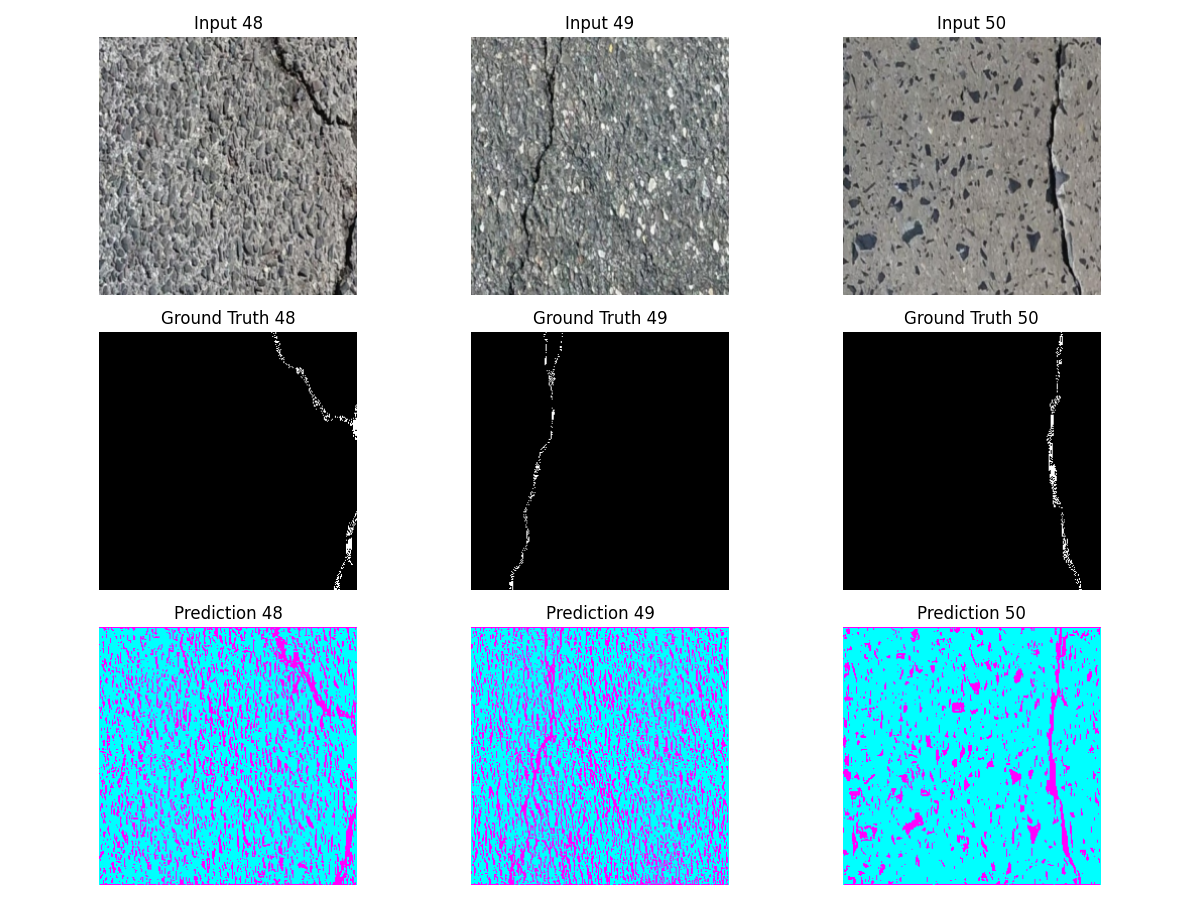 Input 48
Input 49
Input 50
Ground Truth 48
Ground Truth 49
Ground Truth 50
Prediction 48
Prediction 49
Prediction 50